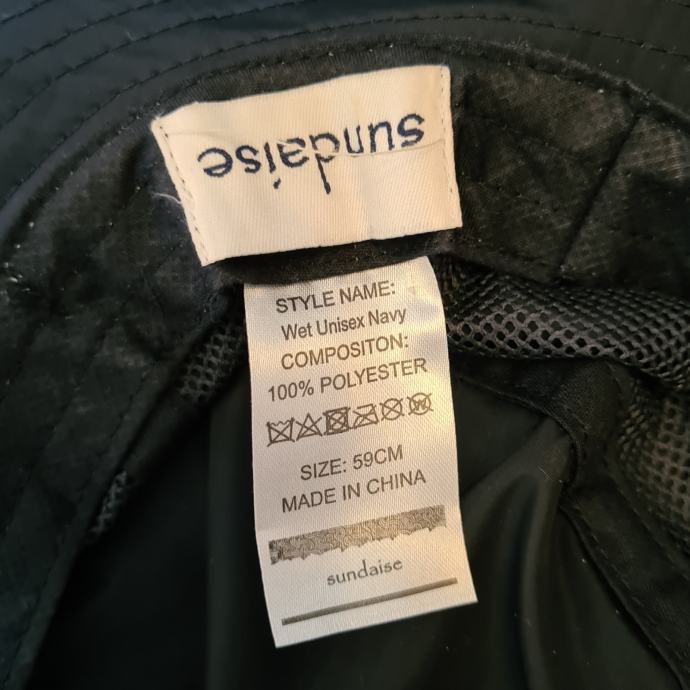 sundaise
STYLE NAME:
Wet Unisex Navy
COMPOSITON:
100% POLYESTER
SIZE: 59CM
MADE IN CHINA
sundaise